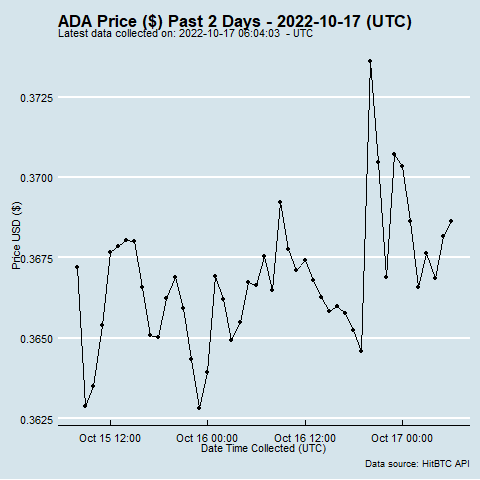 ADA Price ($) Past 2 Days - 2022-10-17 (UTC)
Latest data collected on: 2022-10-17 06:04:03  - UTC
Price USD ($)
0.3725
0.3700
0.3675
0.3650
0.3625
Oct 15 12:00
Oct 16 00:00
Oct 16 12:00
Oct 17 00:00
Date Time Collected (UTC)
Data source: HitBTC API